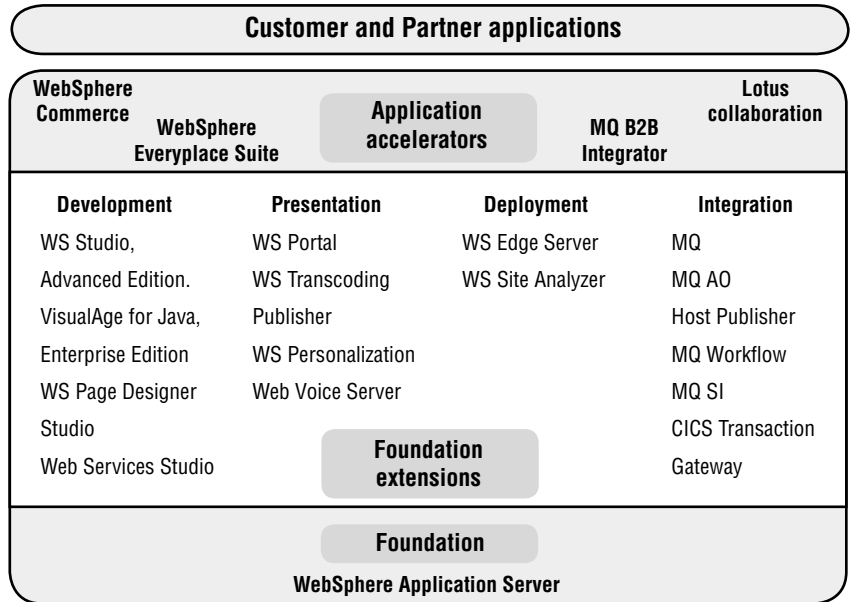 Customer and Partner applications
WebSphere
Commerce
WebSphere
Everyplace Suite
Application
accelerators
MQ B2B
Integrator
Lotus
collaboration
Development
WS Studio,
Advanced Edition.
VisualAge for Java,
Enterprise Edition
WS Page Designer
Studio
Web Services Studio
Presentation
WS Portal
WS Transcoding
Publisher
WS Personalization
Web Voice Server
Deployment
WS Edge Server
WS Site Analyzer
Integration
MQ
MQ AO
Host Publisher
MQ Workflow
MQ SI
CICS Transaction
Gateway
Foundation
extensions
Foundation
WebSphere Application Server